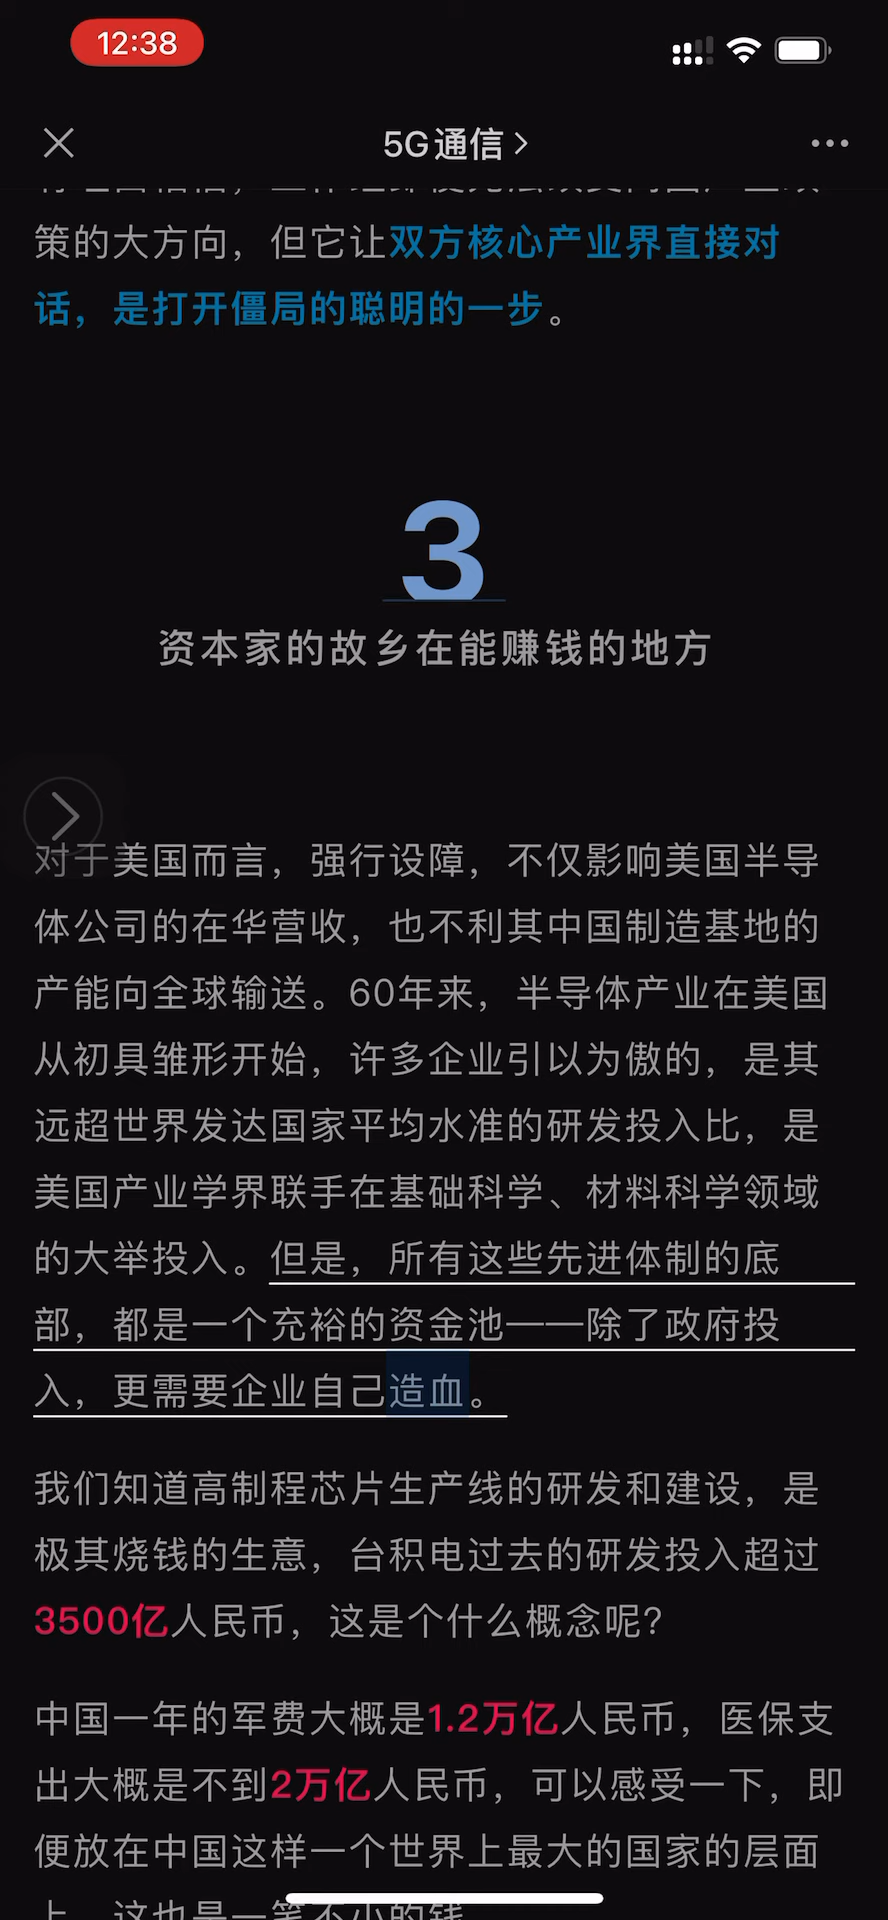 12:38
5G通信
策的大方向，但它让双方核心产业界直接对
话，是打开僵局的聪明的一步。
3
资本家的故乡在能赚钱的地方
对于美国而言，强行设障，不仅影响美国半导
体公司的在华营收，也不利其中国制造基地的
产能向全球输送。60年来，半导体产业在美国
从初具雏形开始，许多企业引以为傲的，是其
远超世界发达国家平均水准的研发投入比，是
美国产业学界联手在基础科学、材料科学领域
的大举投入。但是，所有这些先进体制的底
部，都是一个充裕的资金池——除了政府投
入，更需要企业自己造血。
我们知道高制程芯片生产线的研发和建设，是
极其烧钱的生意，台积电过去的研发投入超过
3500亿人民币，这是个什么概念呢？
中国一年的军费大概是1.2万亿人民币，医保支
出大概是不到2万亿人民币，可以感受一下，即
便放在中国这样一个世界上最大的国家的层面
上，这也是一笔不小的钱